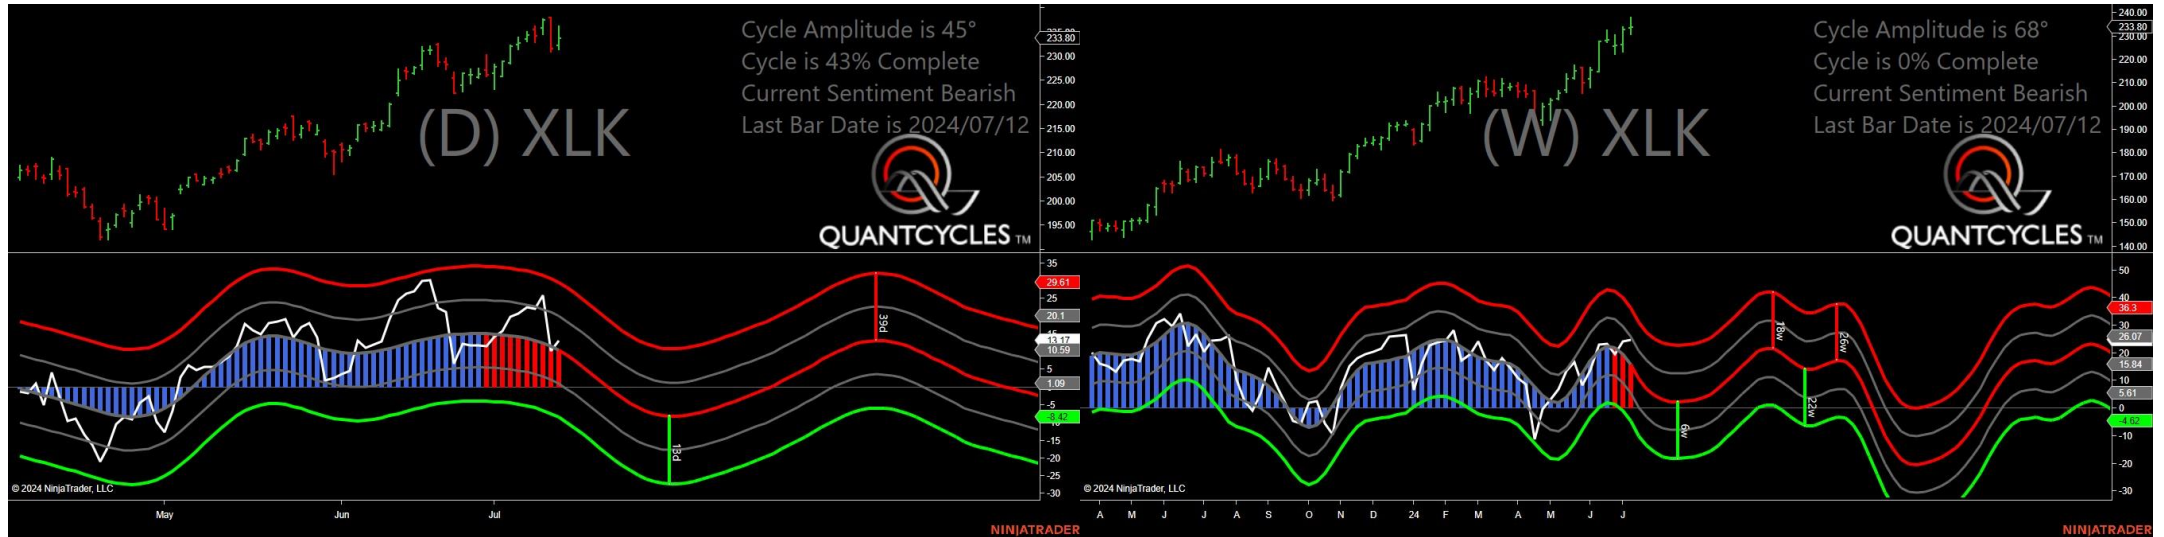 Cycle Amplitude is 45°
Cycle is 43% Complete
Current Sentiment Bearish
Last Bar Date is 2024/07/12
(D) XLK
QUANTCYCLES TM
233.80
230.00
225.00
220.00
215.00
210.00
205.00
200.00
195.00
35
29.61
25
20.1
13.17
10.59
5
1.09
-5
-8.42
-15
-20
-25
-30
39d
13d
© 2024 NinjaTrader, LLC
May Jun Jul
NINJATRADER
Cycle Amplitude is 68°
Cycle is 0% Complete
Current Sentiment Bearish
Last Bar Date is 2024/07/12
(W) XLK
QUANTCYCLES TM
240.00
233.80
230.00
220.00
210.00
200.00
190.00
180.00
170.00
160.00
150.00
140.00
50
40
36.3
30
26.07
20
15.84
10
5.61
0
-4.62
-10
-20
-30
18w
26w
22w
6w
© 2024 NinjaTrader, LLC
A M J J A S O N D 24 F M A M J J
NINJATRADER